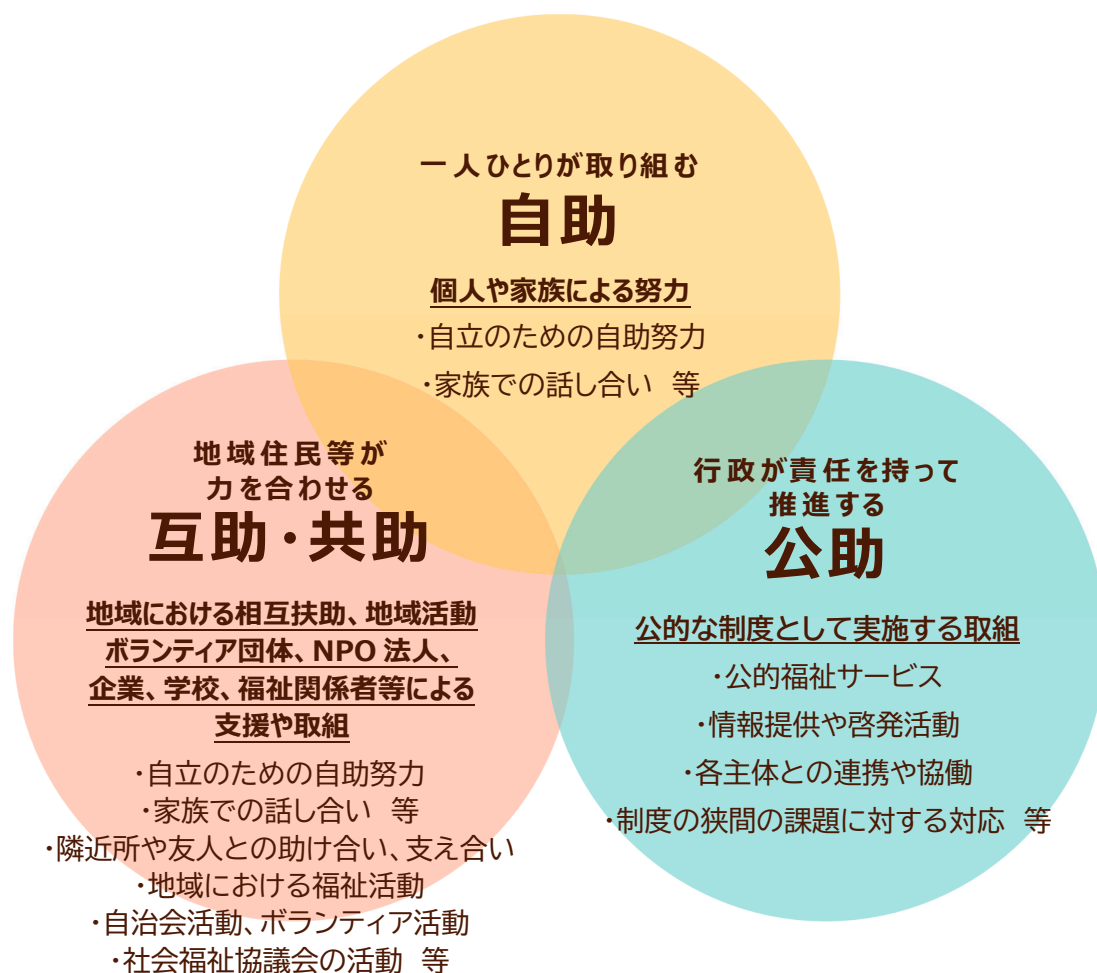 一人ひとりが取り組む
自助
個人や家族による努力
・自立のための自助努力
・家族での話し合い 等
地域住民等が
力を合わせる
互助・共助
地域における相互扶助、地域活動
ボランティア団体、NPO 法人、
企業、学校、福祉関係者等による
支援や取組
・自立のための自助努力
・家族での話し合い 等
・隣近所や友人との助け合い、支え合い
・地域における福祉活動
・自治会活動、ボランティア活動
・社会福祉協議会の活動 等
行政が責任を持って
推進する
公助
公的な制度として実施する取組
・公的福祉サービス
・情報提供や啓発活動
・各主体との連携や協働
・制度の狭間の課題に対する対応 等